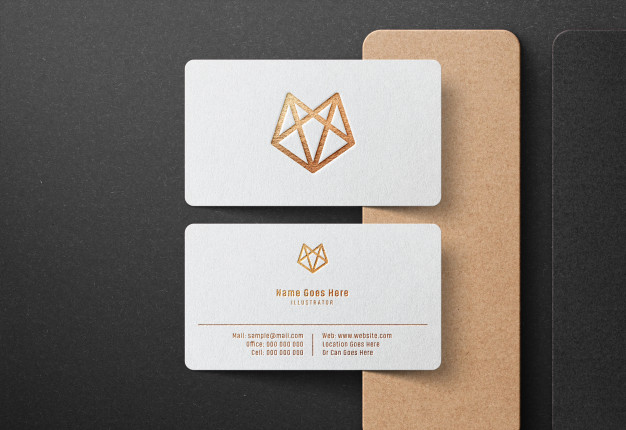 Name Goes Here
ILLUSTRATOR
Mail: sample@mail.com
Office: 000 000 000
Cell: 000 000 000
Web: www.website.com
Location Goes Here
Or Can Goes Here